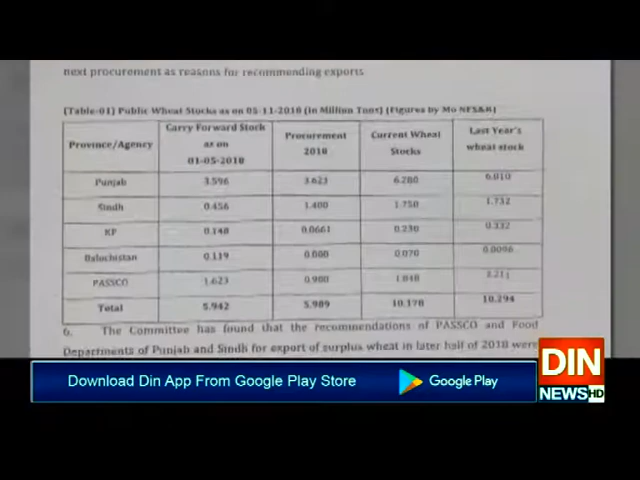 next procurement as reasons for recommending exports
(Table-01) Public Wheat Stocks as on 05-11-2018 (in Million Tons) (Figures by Mo NFS&R)
Province/Agency Carry Forward Stock as on 01-05-2018 Procurement 2018 Current Wheat Stocks Last Year's wheat stock
Punjab 3.596 3.623 6.280 6.010
Sindh 0.456 1.400 1.750 1.732
KP 0.148 0.0661 0.230 0.332
Balochistan 0.119 0.000 0.070 0.0096
PASSCO 1.623 0.900 1.848 2.211
Total 5.942 5.989 10.178 10.294
6. The Committee has found that the recommendations of PASSCO and Food
Departments of Punjab and Sindh for export of surplus wheat in later half of 2018 were
Download Din App From Google Play Store
Google Play
DIN
NEWS HD